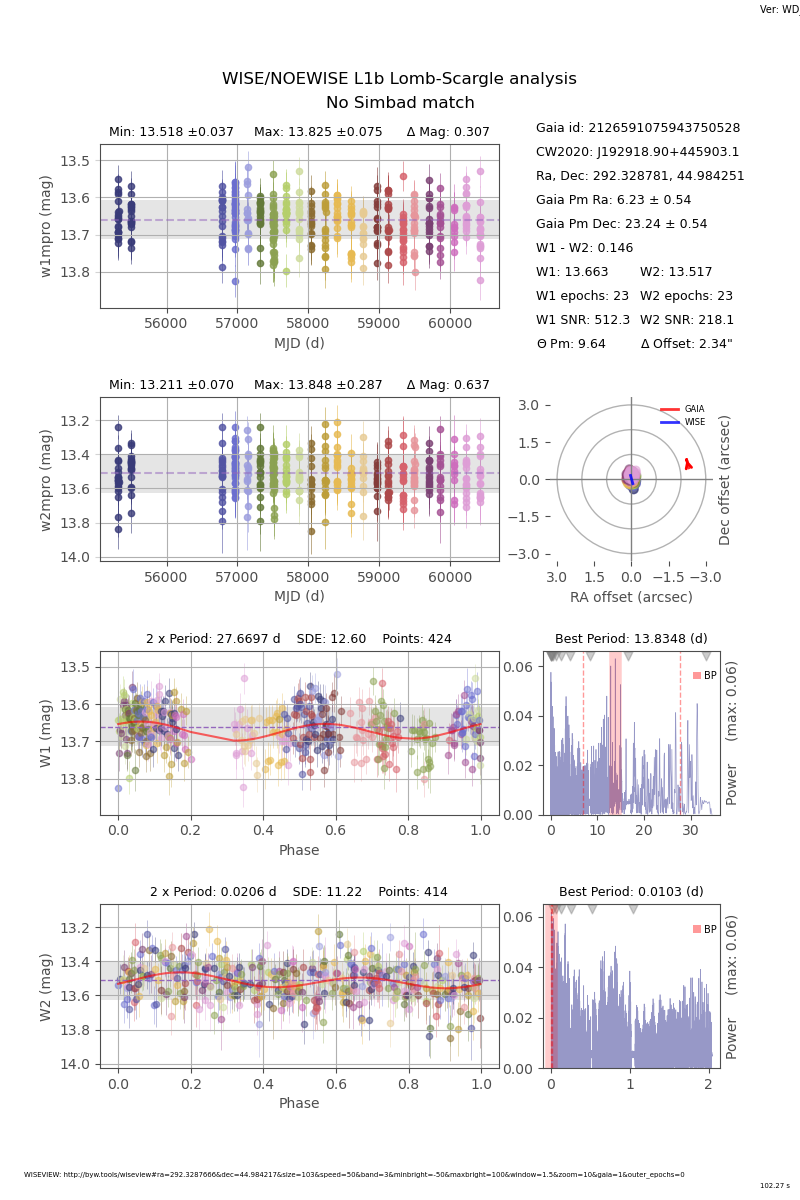 Ver: WD_
WISE/NOEWISE L1b Lomb-Scargle analysis
No Simbad match
Min: 13.518 ±0.037 Max: 13.825 ±0.075 Δ Mag: 0.307
13.5
13.6
13.7
13.8
w1mpro (mag)
56000 57000 58000 59000 60000
MJD (d)
Gaia id: 2126591075943750528
CW2020: J192918.90+445903.1
Ra, Dec: 292.328781, 44.984251
Gaia Pm Ra: 6.23 ± 0.54
Gaia Pm Dec: 23.24 ± 0.54
W1 - W2: 0.146
W1: 13.663 W2: 13.517
W1 epochs: 23 W2 epochs: 23
W1 SNR: 512.3 W2 SNR: 218.1
Θ Pm: 9.64 Δ Offset: 2.34"
Min: 13.211 ±0.070 Max: 13.848 ±0.287 Δ Mag: 0.637
13.2
13.4
13.6
13.8
14.0
w2mpro (mag)
56000 57000 58000 59000 60000
MJD (d)
GAIA
WISE
3.0
1.5
0.0
−1.5
−3.0
Dec offset (arcsec)
3.0 1.5 0.0 −1.5 −3.0
RA offset (arcsec)
2 x Period: 27.6697 d SDE: 12.60 Points: 424
13.5
13.6
13.7
13.8
W1 (mag)
0.0 0.2 0.4 0.6 0.8 1.0
Phase
Best Period: 13.8348 (d)
BP
0.06
0.04
0.02
0.00
Power (max: 0.06)
0 10 20 30
2 x Period: 0.0206 d SDE: 11.22 Points: 414
13.2
13.4
13.6
13.8
14.0
W2 (mag)
0.0 0.2 0.4 0.6 0.8 1.0
Phase
Best Period: 0.0103 (d)
BP
0.06
0.04
0.02
0.00
Power (max: 0.06)
0 1 2
WISEVIEW: http://byw.tools/wiseview#ra=292.3287666&dec=44.984217&size=103&speed=50&band=3&minbright=-50&maxbright=100&window=1.5&zoom=10&gaia=1&outer_epochs=0
102.27 s